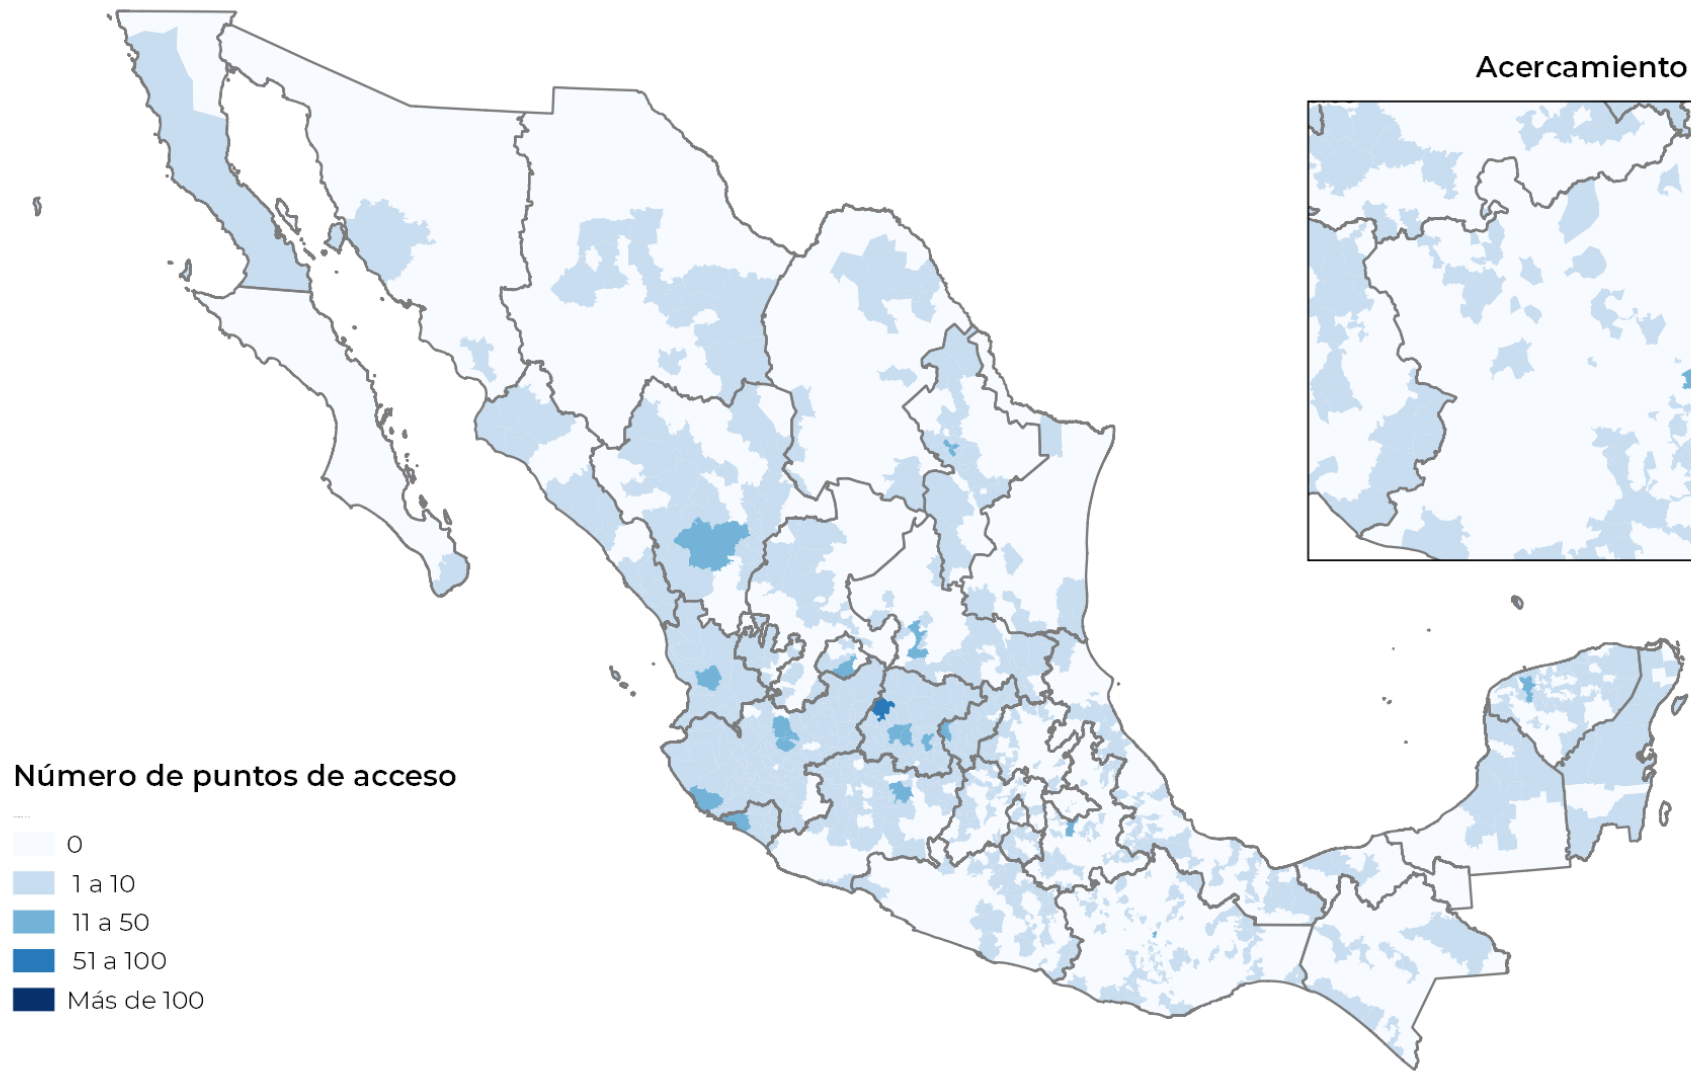 Acercamiento
Número de puntos de acceso
0
1 a 10
11 a 50
51 a 100
Más de 100